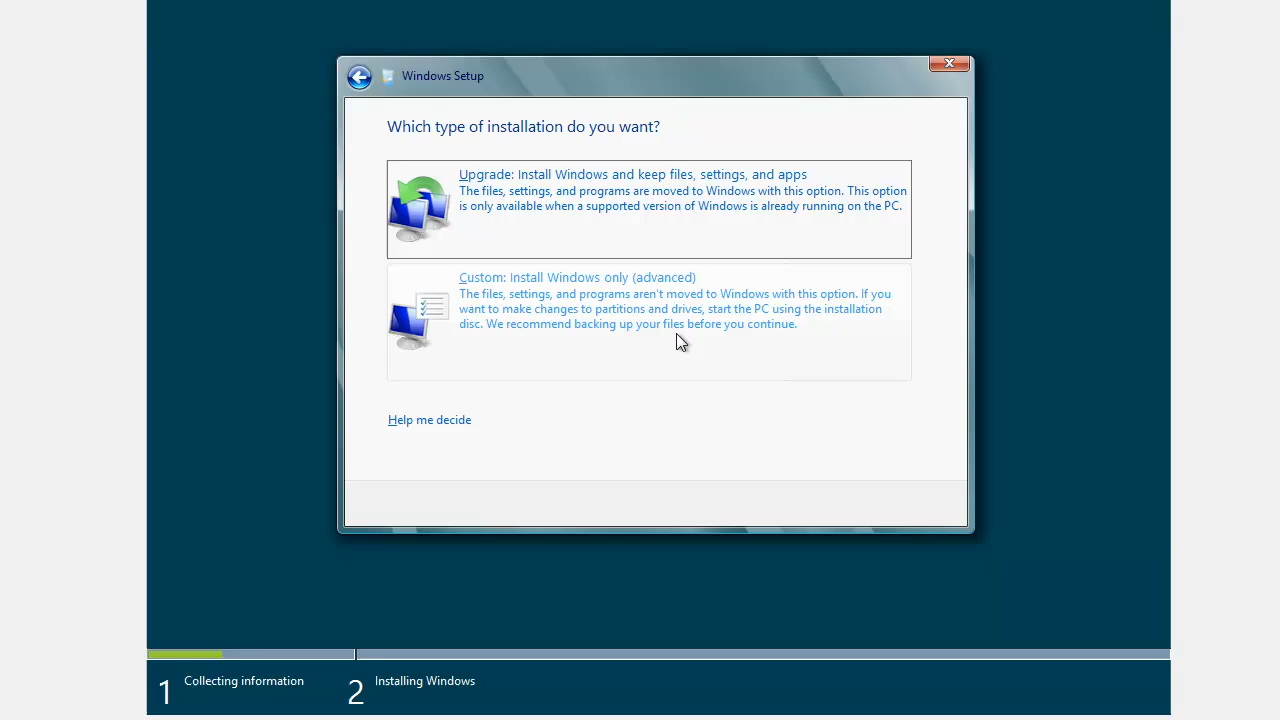 Windows Setup
Which type of installation do you want?
Upgrade: Install Windows and keep files, settings, and apps
The files, settings, and programs are moved to Windows with this option. This option
is only available when a supported version of Windows is already running on the PC.
Custom: Install Windows only (advanced)
The files, settings, and programs aren't moved to Windows with this option. If you
want to make changes to partitions and drives, start the PC using the installation
disc. We recommend backing up your files before you continue.
Help me decide
1 Collecting information
2 Installing Windows